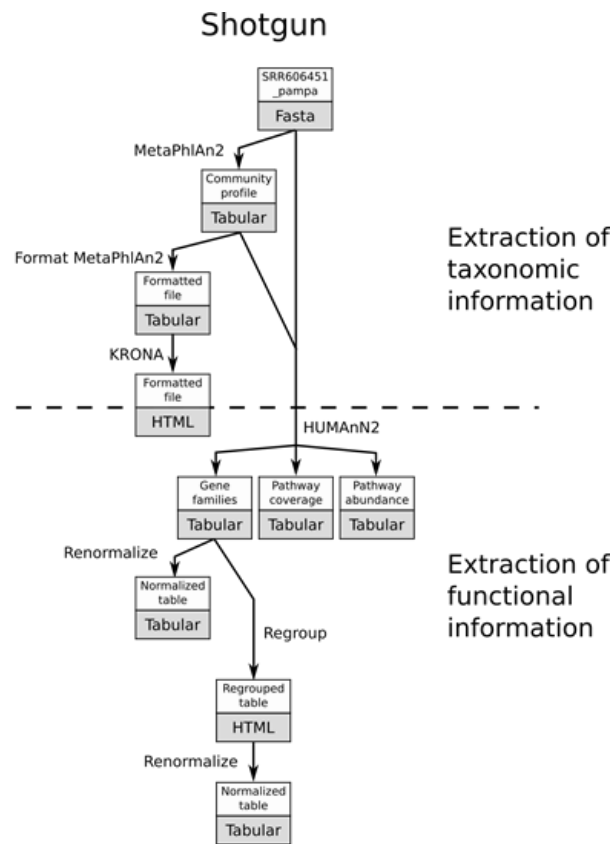 Shotgun
SRR606451
_pampa
Fasta
MetaPhlAn2
Community
profile
Tabular
Extraction of
taxonomic
information
Format MetaPhlAn2
Formatted
file
Tabular
KRONA
Formatted
file
HTML
HUMAnN2
Gene
families
Tabular
Pathway
coverage
Tabular
Pathway
abundance
Tabular
Extraction of
functional
information
Renormalize
Normalized
table
Tabular
Regroup
Regrouped
table
HTML
Renormalize
Normalized
table
Tabular